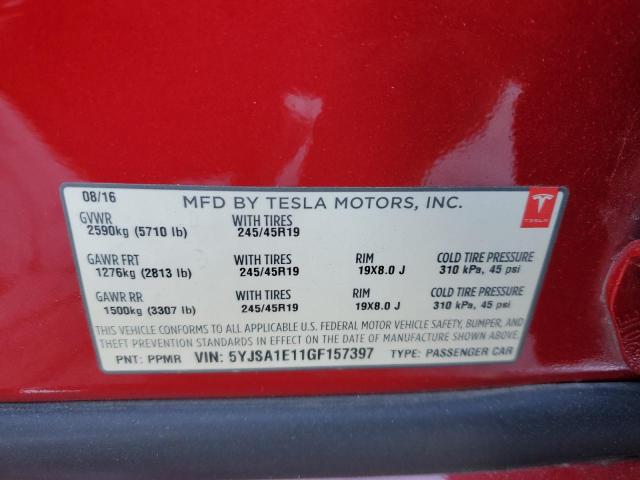 08/16 MFD BY TESLA MOTORS, INC.
GVWR WITH TIRES
2590kg (5710 lb) 245/45R19
TESLA
GAWR FRT WITH TIRES RIM COLD TIRE PRESSURE
1276kg (2813 lb) 245/45R19 19X8.0 J 310 kPa, 45 psi
GAWR RR WITH TIRES RIM COLD TIRE PRESSURE
1500kg (3307 lb) 245/45R19 19X8.0 J 310 kPa, 45 psi
THIS VEHICLE CONFORMS TO ALL APPLICABLE U.S. FEDERAL MOTOR VEHICLE SAFETY, BUMPER, AND
THEFT PREVENTION STANDARDS IN EFFECT ON THE DATE OF MANUFACTURE SHOWN ABOVE.
PNT: PPMR VIN: 5YJSA1E11GF157397 TYPE: PASSENGER CAR